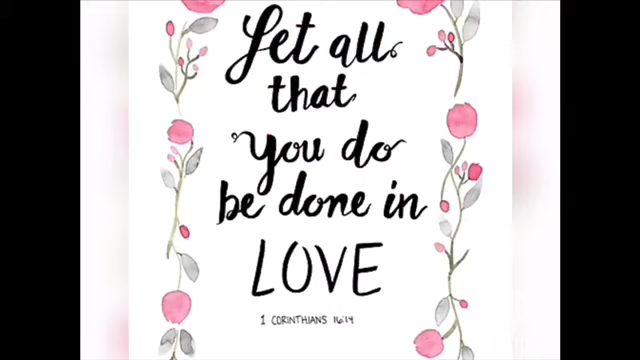 Let all
that
You do
be done in
LOVE
1 CORINTHIANS 16:14